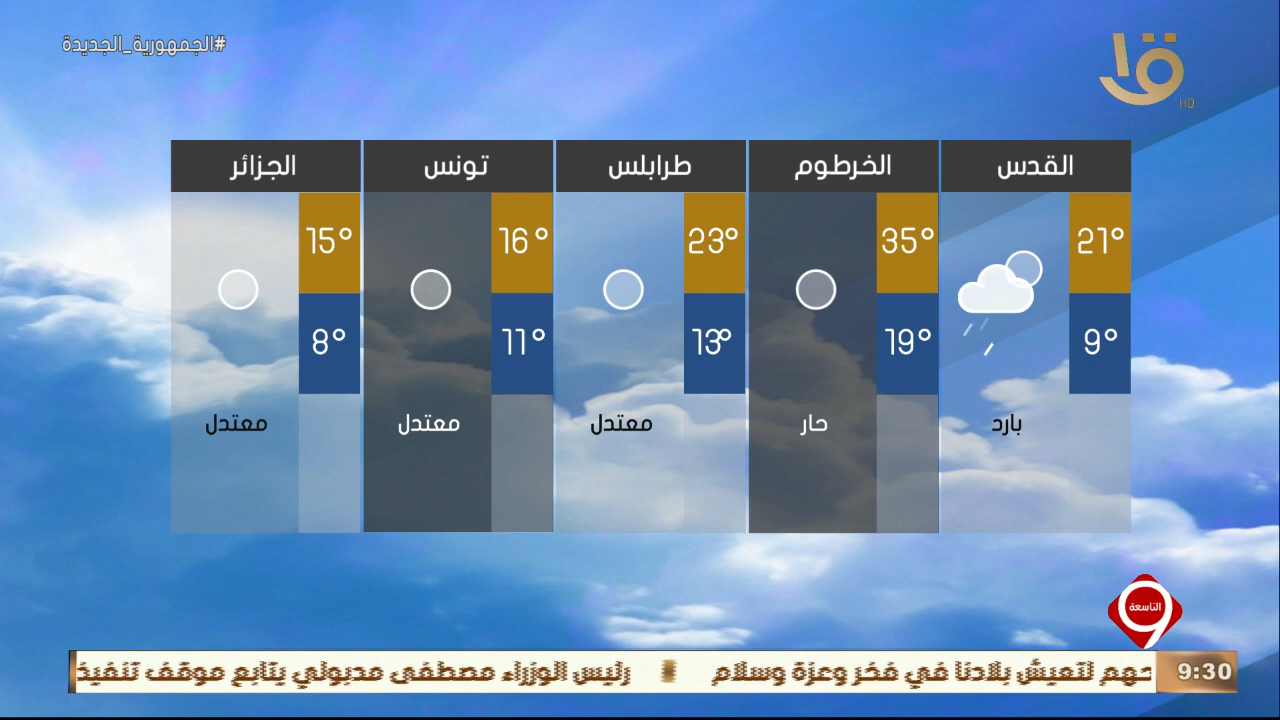 #الجمهورية_الجديدة
HD
القدس
21°
9°
بارد
الخرطوم
35°
19°
حار
طرابلس
23°
13°
معتدل
تونس
16°
11°
معتدل
الجزائر
15°
8°
معتدل
التاسعة
9
9:30
لتعيش بلادنا في فخر وعزة وسلام
رئيس الوزراء مصطفى مدبولي يتابع موقف تنفيذ